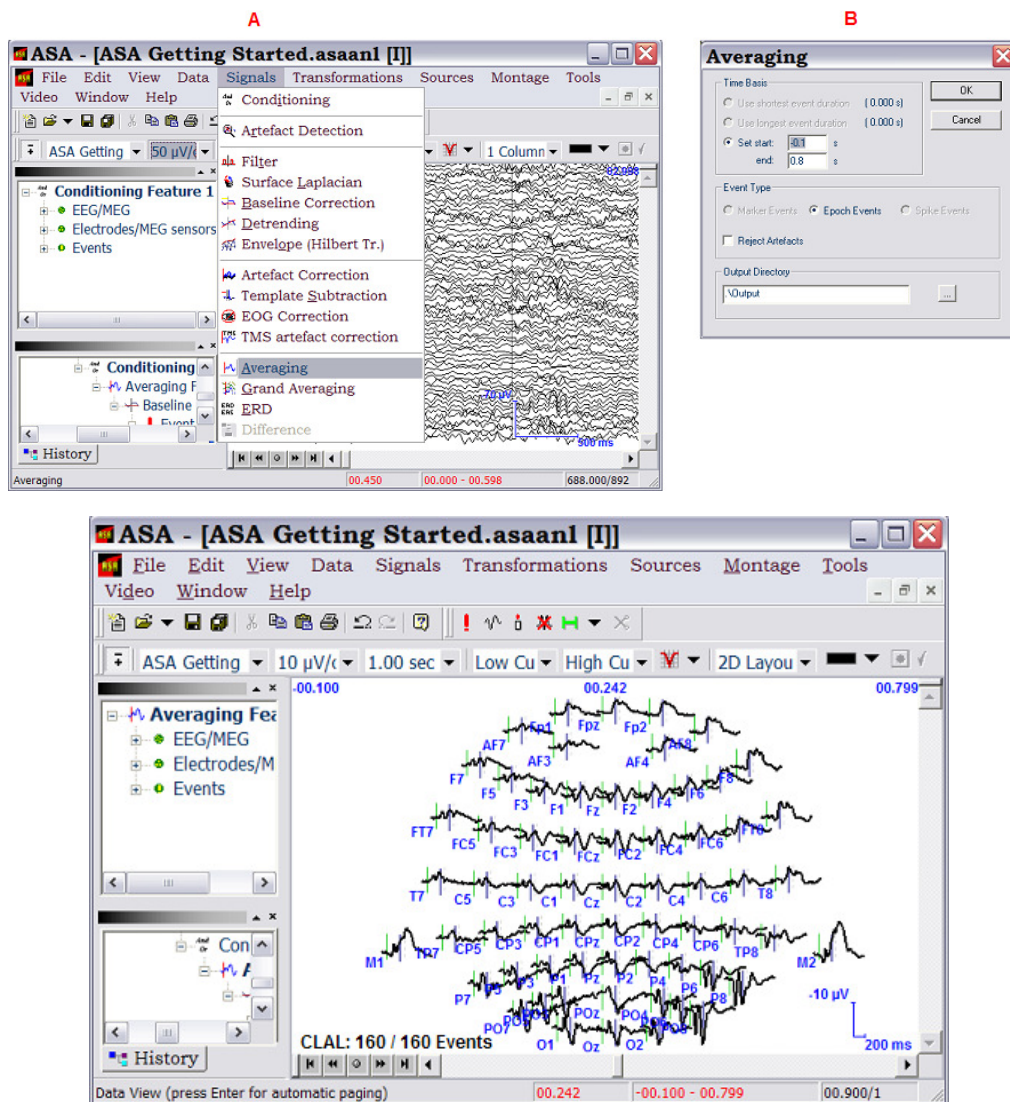 A
B
ASA - [ASA Getting Started.asaanl [I]]
File Edit View Data Signals Transformations Sources Montage Tools
Video Window Help
ASA Getting 50 µV/ 1 Column
Conditioning Feature 1
EEG/MEG
Electrodes/MEG sensors
Events
Conditioning
Averaging F
Baseline
Event
History
Conditioning
Artefact Detection
Filter
Surface Laplacian
Baseline Correction
Detrending
Envelope (Hilbert Tr.)
Artefact Correction
Template Subtraction
EOG Correction
TMS artefact correction
Averaging
Grand Averaging
ERD
Difference
-70 µV
500 ms
Averaging 00.450 00.000 - 00.598 688.000/892
Averaging
Time Basis
Use shortest event duration ( 0.000 s)
Use longest event duration ( 0.000 s)
Set start: -0.1 s
end: 0.8 s
OK
Cancel
Event Type
Marker Events Epoch Events Spike Events
Reject Artefacts
Output Directory
.\Output
...
ASA - [ASA Getting Started.asaanl [I]]
File Edit View Data Signals Transformations Sources Montage Tools
Video Window Help
ASA Getting 10 µV/c 1.00 sec Low Cu High Cu 2D Layou
Averaging Fea
EEG/MEG
Electrodes/M
Events
Con
History
-00.100 00.242 00.799
Fp1 Fpz Fp2
AF7 AF3 AF4 AF8
F7 F5 F3 F1 Fz F2 F4 F6 F8
FT7 FC5 FC3 FC1 FCz FC2 FC4 FC6 FT8
T7 C5 C3 C1 Cz C2 C4 C6 T8
M1 TP7 CP5 CP3 CP1 CPz CP2 CP4 CP6 TP8 M2
P7 P5 P3 P1 Pz P2 P4 P6 P8
PO7 POz PO4
O1 Oz O2
-10 µV
200 ms
CLAL: 160 / 160 Events
Data View (press Enter for automatic paging) 00.242 -00.100 - 00.799 00.900/1